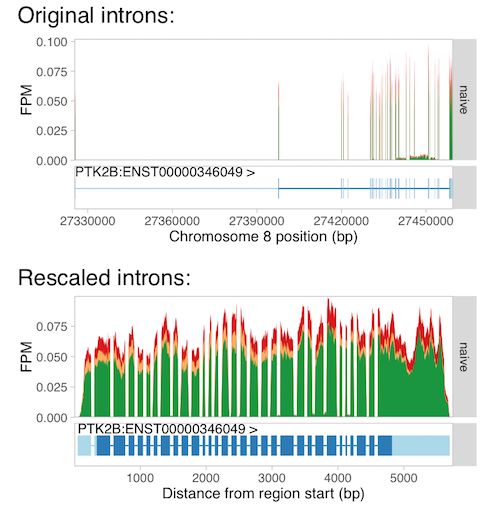 Original introns:
0.100
0.075
0.050
0.025
0.000
FPM
naive
PTK2B:ENST00000346049 >
27330000 27360000 27390000 27420000 27450000
Chromosome 8 position (bp)
Rescaled introns:
0.075
0.050
0.025
0.000
FPM
naive
PTK2B:ENST00000346049 >
1000 2000 3000 4000 5000
Distance from region start (bp)